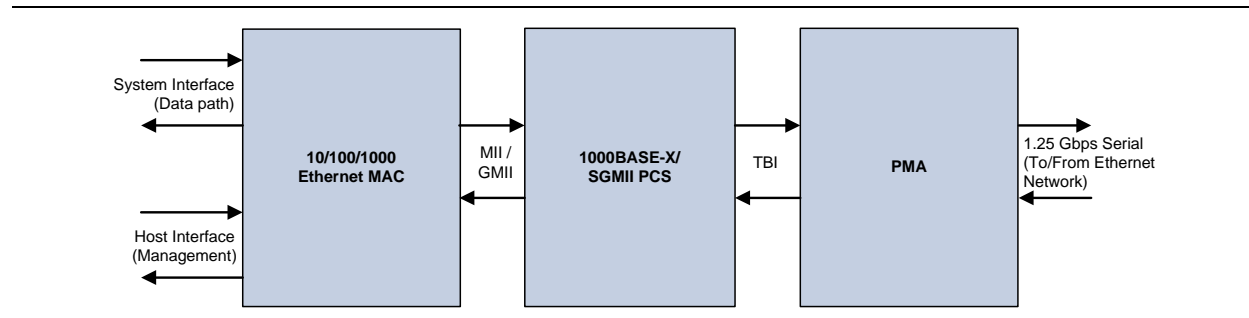 System Interface
(Data path)
Host Interface
(Management)
10/100/1000
Ethernet MAC
MII /
GMII
1000BASE-X/
SGMII PCS
TBI
PMA
1.25 Gbps Serial
(To/From Ethernet
Network)